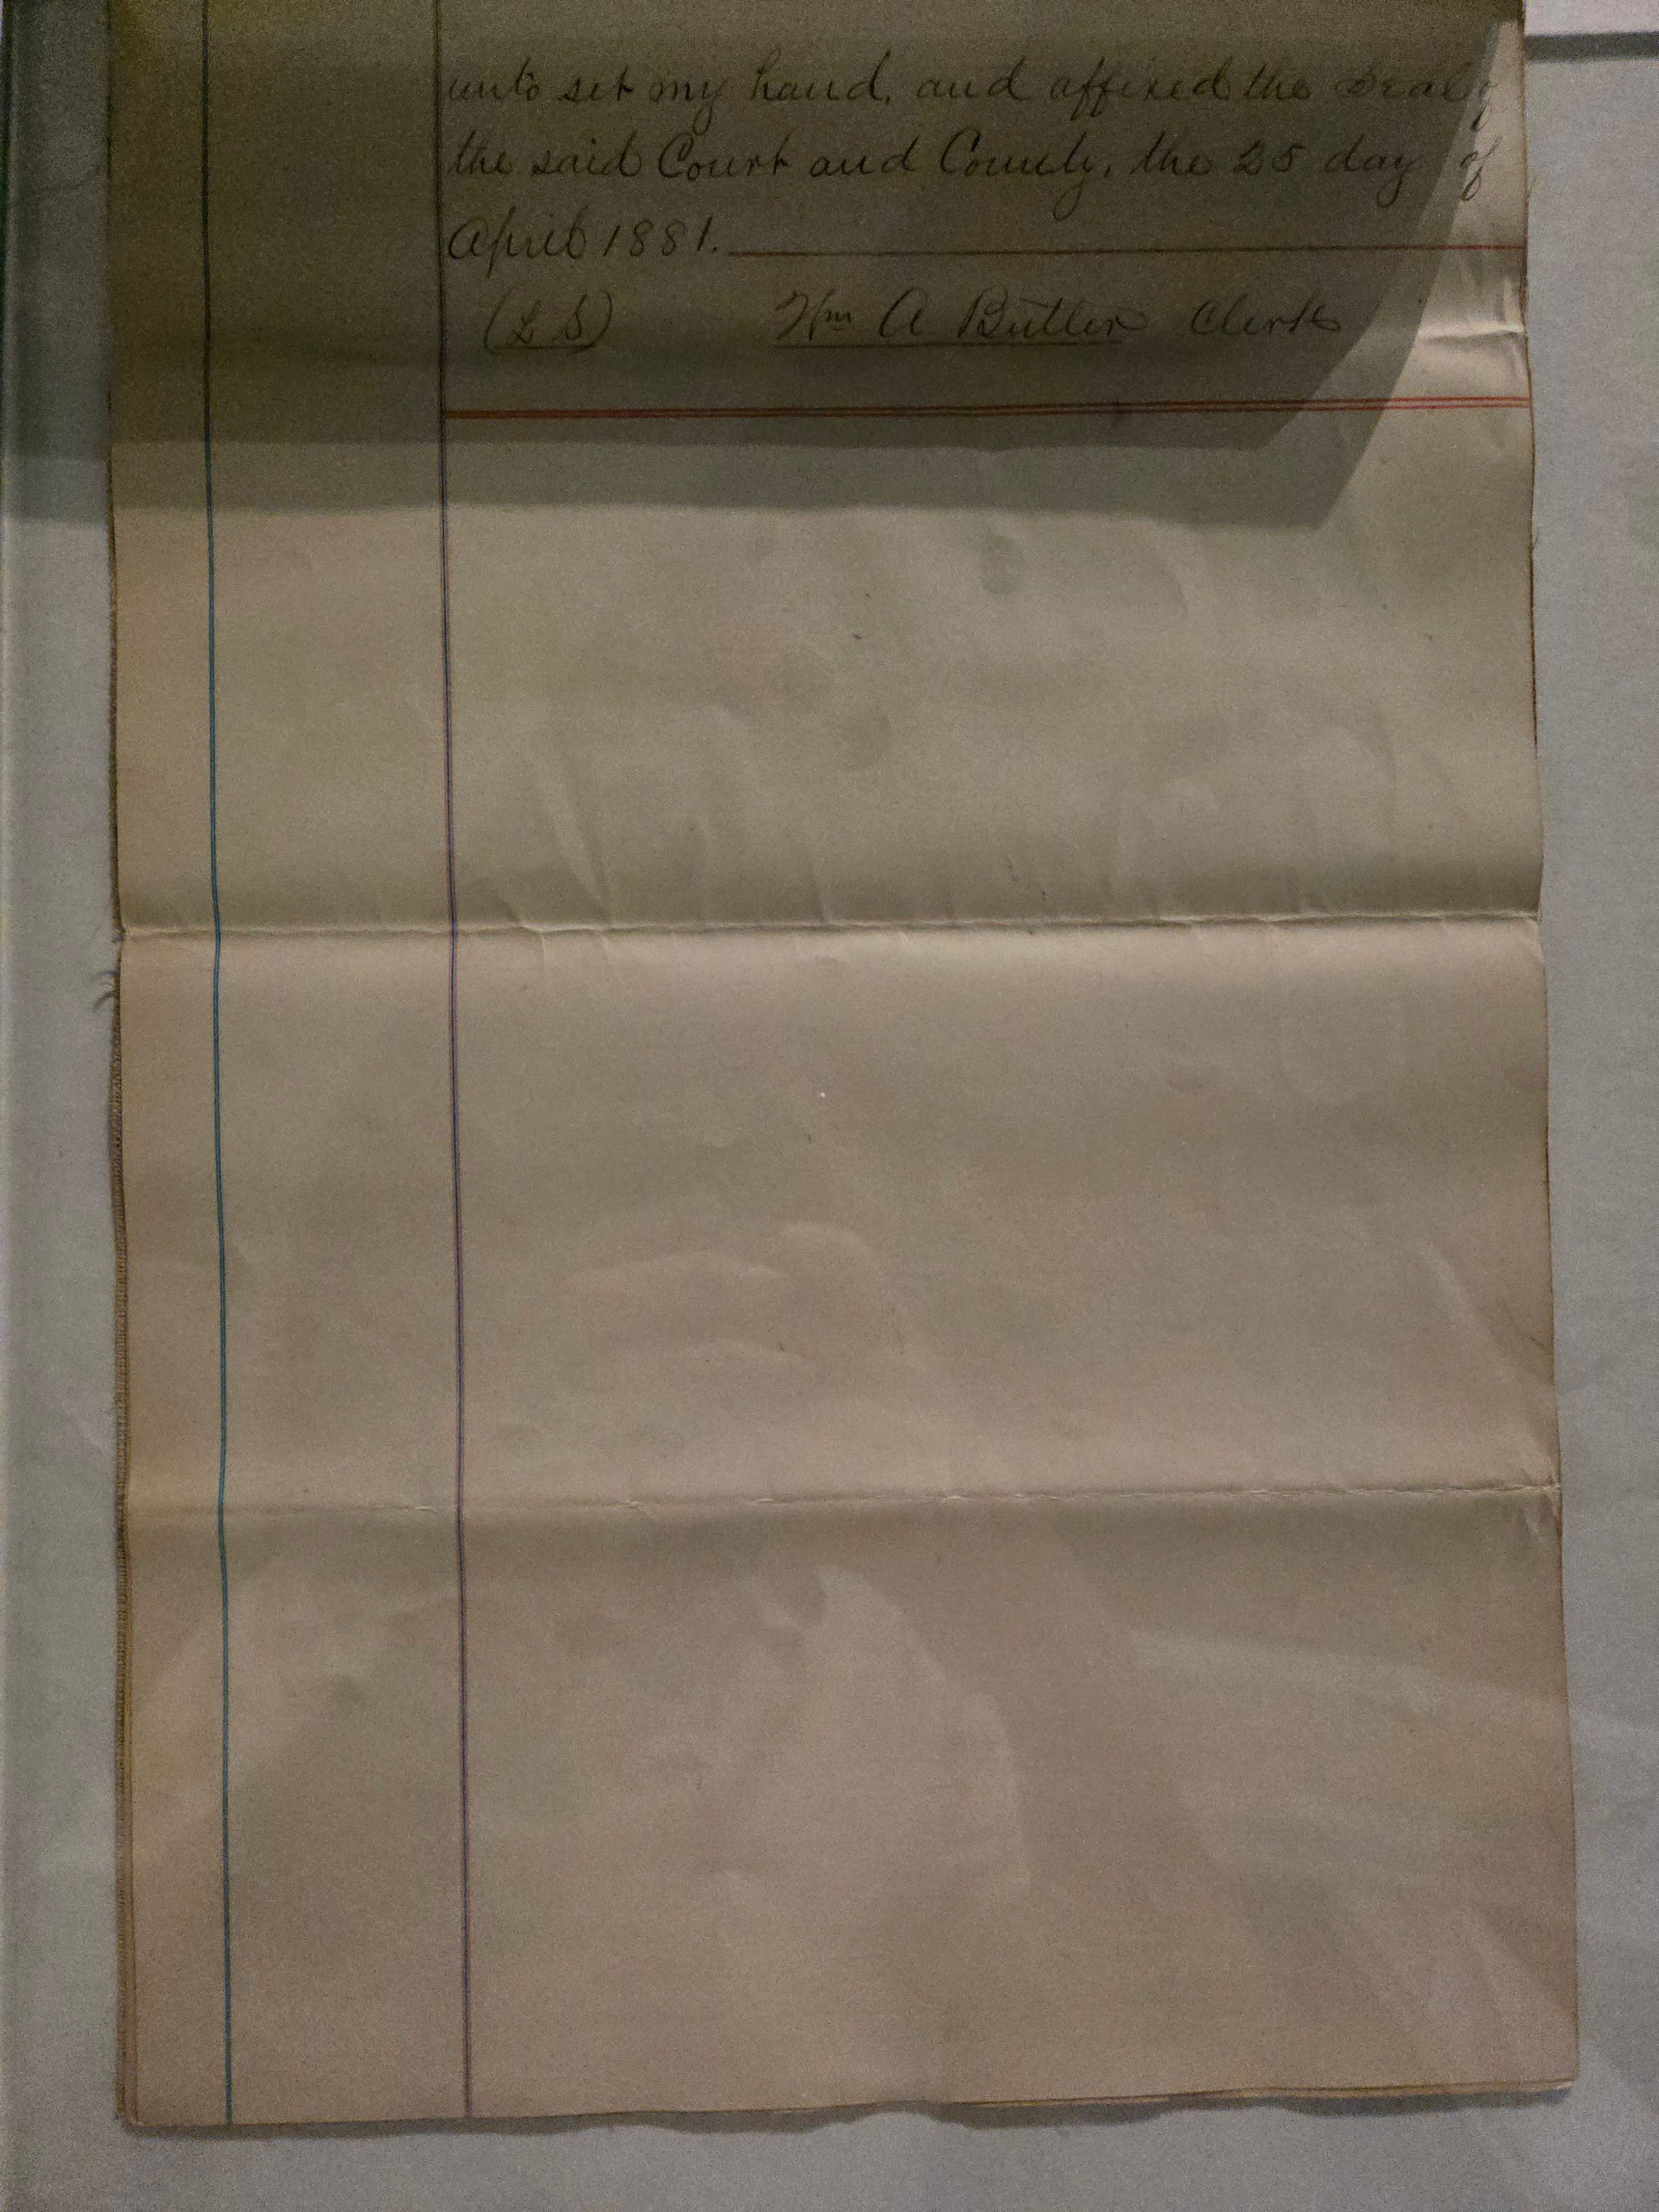 unto set my hand, and affixed the Seal of
the said Court and County, the 25 day of
April 1881.
(L S) Wm A. Butler Clerk